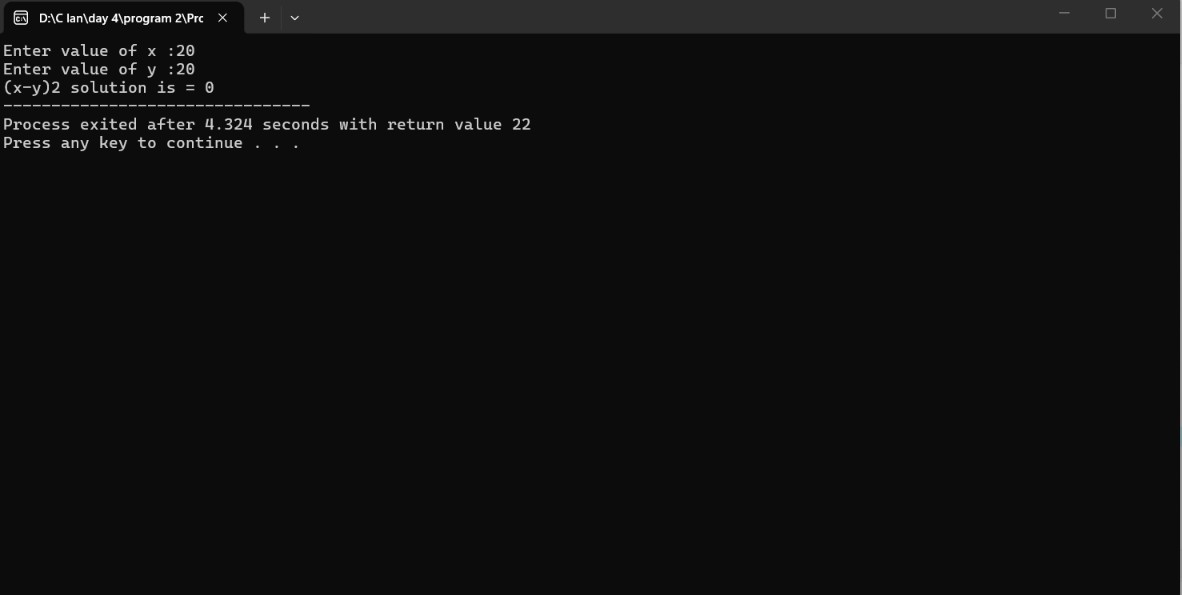 D:\C lan\day 4\program 2\Prc
Enter value of x :20
Enter value of y :20
(x-y)2 solution is = 0
--------------------------------
Process exited after 4.324 seconds with return value 22
Press any key to continue . . .